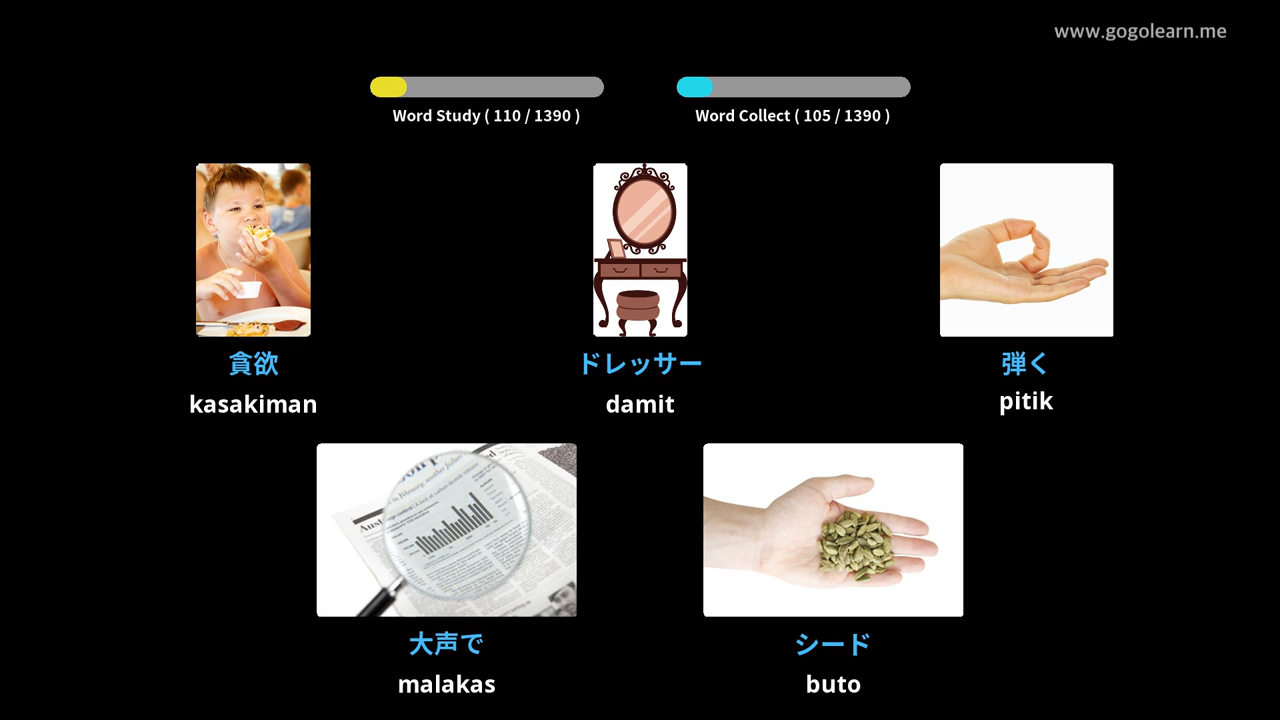 www.gogolearn.me
Word Study ( 110 / 1390 )
Word Collect ( 105 / 1390 )
貪欲
kasakiman
ドレッサー
damit
弾く
pitik
大声で
malakas
シード
buto